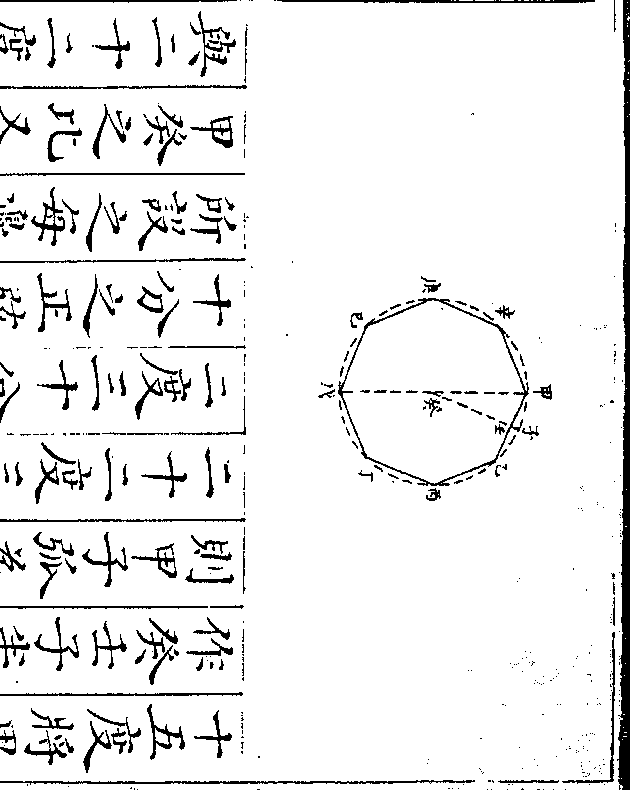 甲
子
乙
壬
丙
癸
丁
戊
己
庚
辛
十五度將甲
作癸壬子半
則甲子弧為
二十二度三
二度三十分
十分之正弦
所設之每邊
甲癸之比又
與二十二度